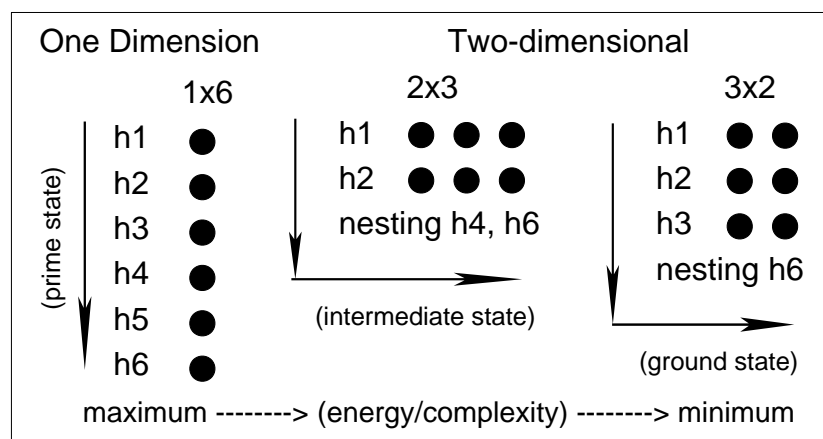 One Dimension
Two-dimensional
1x6
2x3
3x2
h1
h2
h3
h4
h5
h6
(prime state)
h1
h2
nesting h4, h6
(intermediate state)
h1
h2
h3
nesting h6
(ground state)
maximum --------> (energy/complexity) -------> minimum